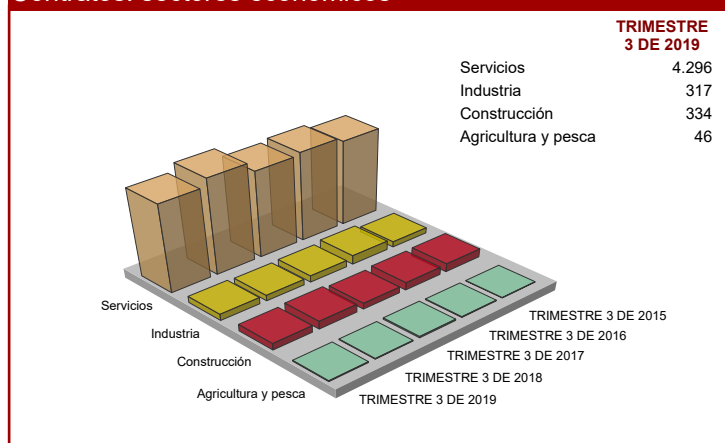 TRIMESTRE
3 DE 2019
Servicios 4.296
Industria 317
Construcción 334
Agricultura y pesca 46
Servicios
Industria
Construcción
Agricultura y pesca
TRIMESTRE 3 DE 2015
TRIMESTRE 3 DE 2016
TRIMESTRE 3 DE 2017
TRIMESTRE 3 DE 2018
TRIMESTRE 3 DE 2019